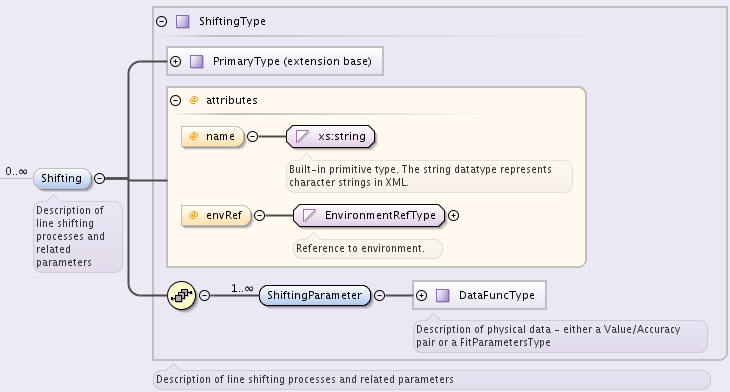 ShiftingType
PrimaryType (extension base)
@ attributes
@ name
xs:string
Built-in primitive type. The string datatype represents
character strings in XML.
0..∞
Shifting
Description of
line shifting
processes and
related
parameters
@ envRef
EnvironmentRefType
Reference to environment.
1..∞
ShiftingParameter
DataFuncType
Description of physical data - either a Value/Accuracy
pair or a FitParametersType
Description of line shifting processes and related parameters